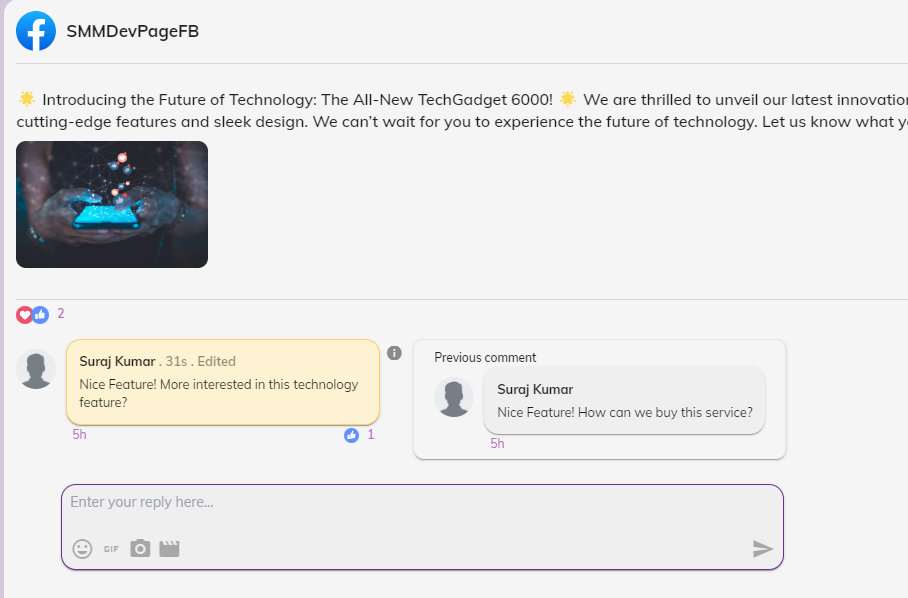 SMMDevPageFB
🌟 Introducing the Future of Technology: The All-New TechGadget 6000! 🌟 We are thrilled to unveil our latest innovation
cutting-edge features and sleek design. We can’t wait for you to experience the future of technology. Let us know what
2
Suraj Kumar . 31s . Edited
Nice Feature! More interested in this technology
feature?
5h
1
Previous comment
Suraj Kumar
Nice Feature! How can we buy this service?
5h
Enter your reply here...
GIF